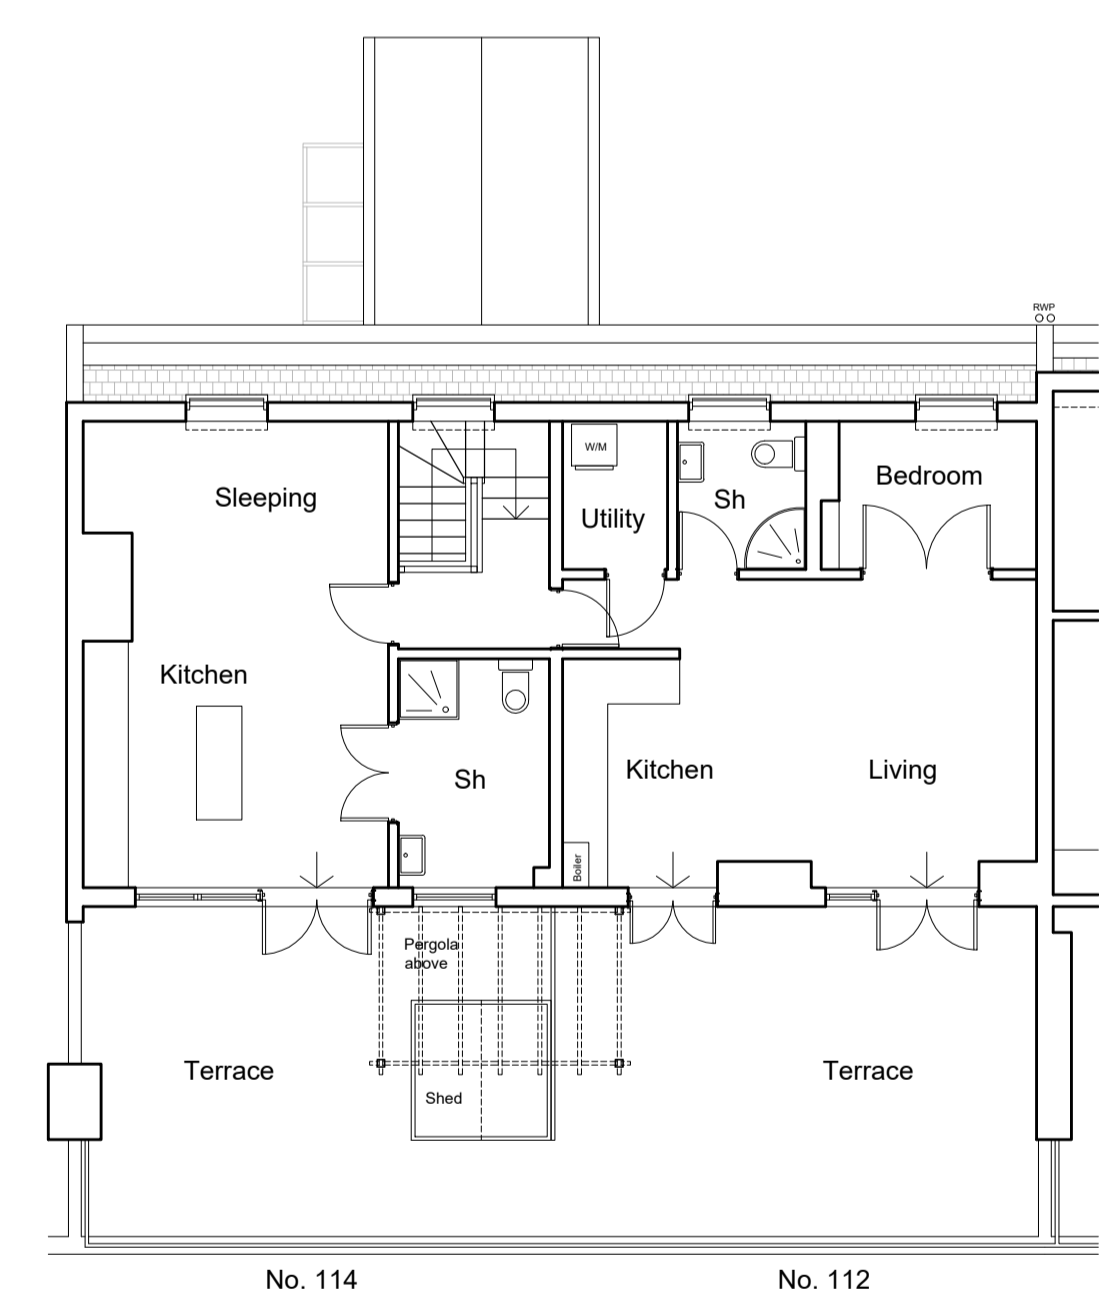 RWP
W/M
Bedroom
Sleeping
Sh
Utility
Kitchen
Sh
Kitchen
Living
Boiler
Pergola
above
Terrace
Terrace
Shed
No. 114
No. 112